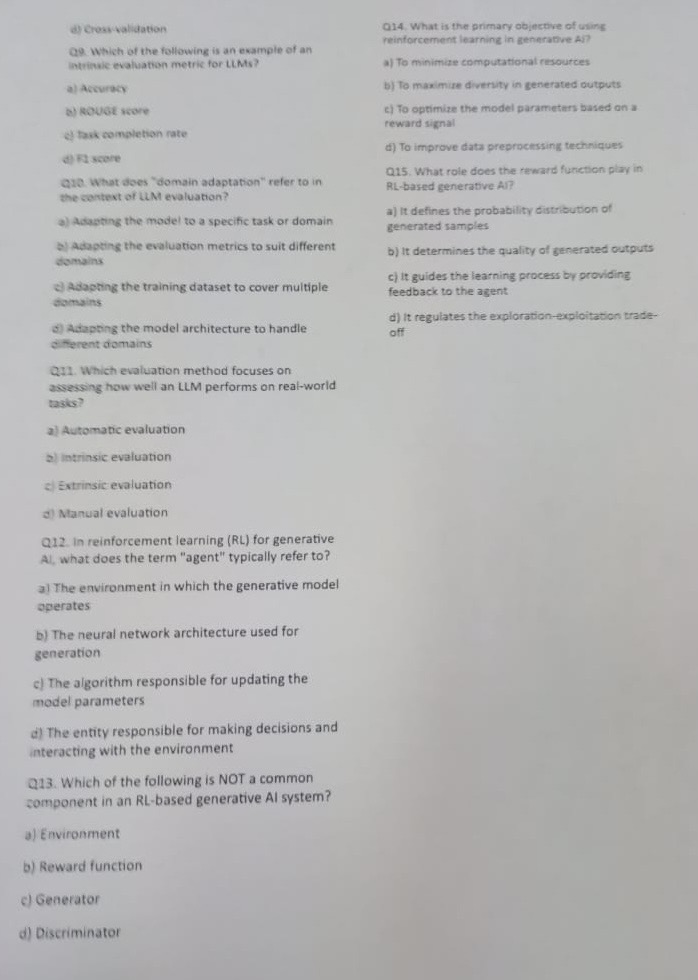 d) Cross-validation
Q9. Which of the following is an example of an
intrinsic evaluation metric for LLMs?
a) Accuracy
b) ROUGE score
c) Task completion rate
d) F1 score
Q10. What does "domain adaptation" refer to in
the context of LLM evaluation?
a) Adapting the model to a specific task or domain
b) Adapting the evaluation metrics to suit different
domains
c) Adapting the training dataset to cover multiple
domains
d) Adapting the model architecture to handle
different domains
Q11. Which evaluation method focuses on
assessing how well an LLM performs on real-world
tasks?
a) Automatic evaluation
b) Intrinsic evaluation
c) Extrinsic evaluation
d) Manual evaluation
Q12. In reinforcement learning (RL) for generative
AI, what does the term "agent" typically refer to?
a) The environment in which the generative model
operates
b) The neural network architecture used for
generation
c) The algorithm responsible for updating the
model parameters
d) The entity responsible for making decisions and
interacting with the environment
Q13. Which of the following is NOT a common
component in an RL-based generative AI system?
a) Environment
b) Reward function
c) Generator
d) Discriminator
Q14. What is the primary objective of using
reinforcement learning in generative AI?
a) To minimize computational resources
b) To maximize diversity in generated outputs
c) To optimize the model parameters based on a
reward signal
d) To improve data preprocessing techniques
Q15. What role does the reward function play in
RL-based generative AI?
a) It defines the probability distribution of
generated samples
b) It determines the quality of generated outputs
c) It guides the learning process by providing
feedback to the agent
d) It regulates the exploration-exploitation trade-
off